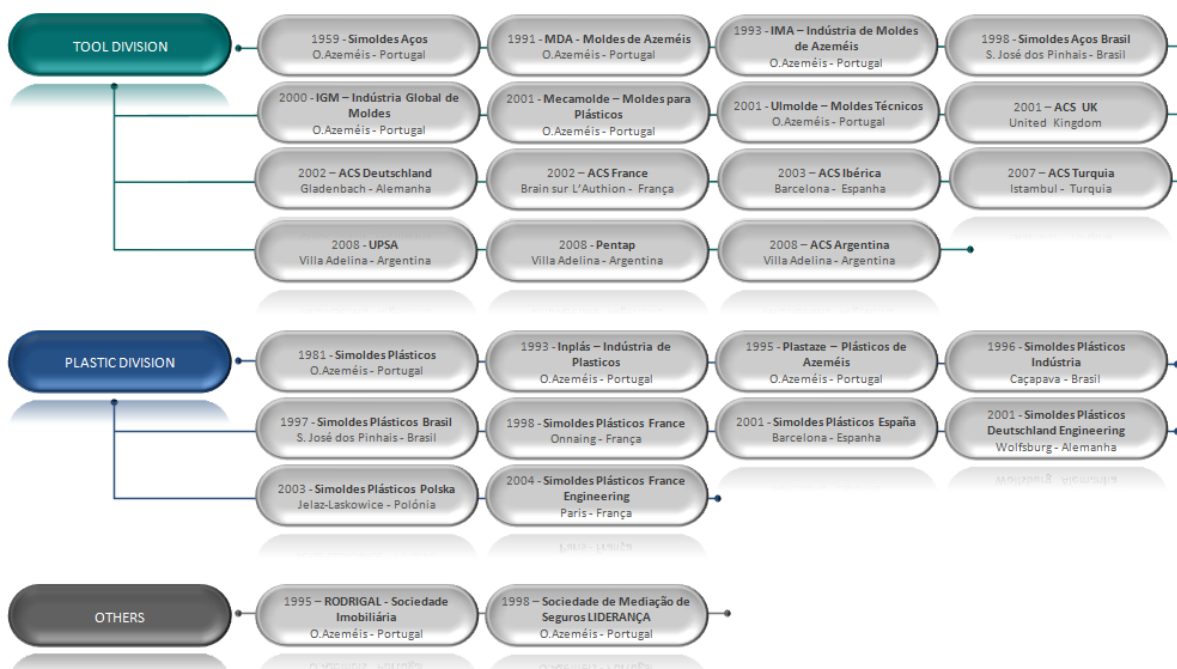 TOOL DIVISION
1959 - Simoldes Aços
O.Azeméis - Portugal
1991 - MDA - Moldes de Azeméis
O.Azeméis - Portugal
1993 - IMA – Indústria de Moldes
de Azeméis
O.Azeméis - Portugal
1998 - Simoldes Aços Brasil
S. José dos Pinhais - Brasil
2000 - IGM – Indústria Global de
Moldes
O.Azeméis - Portugal
2001 - Mecamolde – Moldes para
Plásticos
O.Azeméis - Portugal
2001 - Ulmolde – Moldes Técnicos
O.Azeméis - Portugal
2001 – ACS UK
United Kingdom
2002 – ACS Deutschland
Gladenbach - Alemanha
2002 – ACS France
Brain sur L’Authion - França
2003 – ACS Ibérica
Barcelona - Espanha
2007 – ACS Turquia
Istambul - Turquia
2008 - UPSA
Villa Adelina - Argentina
2008 - Pentap
Villa Adelina - Argentina
2008 – ACS Argentina
Villa Adelina - Argentina
PLASTIC DIVISION
1981 - Simoldes Plásticos
O.Azeméis - Portugal
1993 - Inplás – Indústria de
Plasticos
O.Azeméis - Portugal
1995 - Plastaze – Plásticos de
Azeméis
O.Azeméis - Portugal
1996 - Simoldes Plásticos
Indústria
Caçapava - Brasil
1997 - Simoldes Plásticos Brasil
S. José dos Pinhais - Brasil
1998 - Simoldes Plásticos France
Onnaing - França
2001 - Simoldes Plásticos España
Barcelona - Espanha
2001 - Simoldes Plásticos
Deutschland Engineering
Wolfsburg - Alemanha
2003 - Simoldes Plásticos Polska
Jelaz-Laskowice - Polónia
2004 - Simoldes Plásticos France
Engineering
Paris - França
OTHERS
1995 – RODRIGAL - Sociedade
Imobiliária
O.Azeméis - Portugal
1998 – Sociedade de Mediação de
Seguros LIDERANÇA
O.Azeméis - Portugal